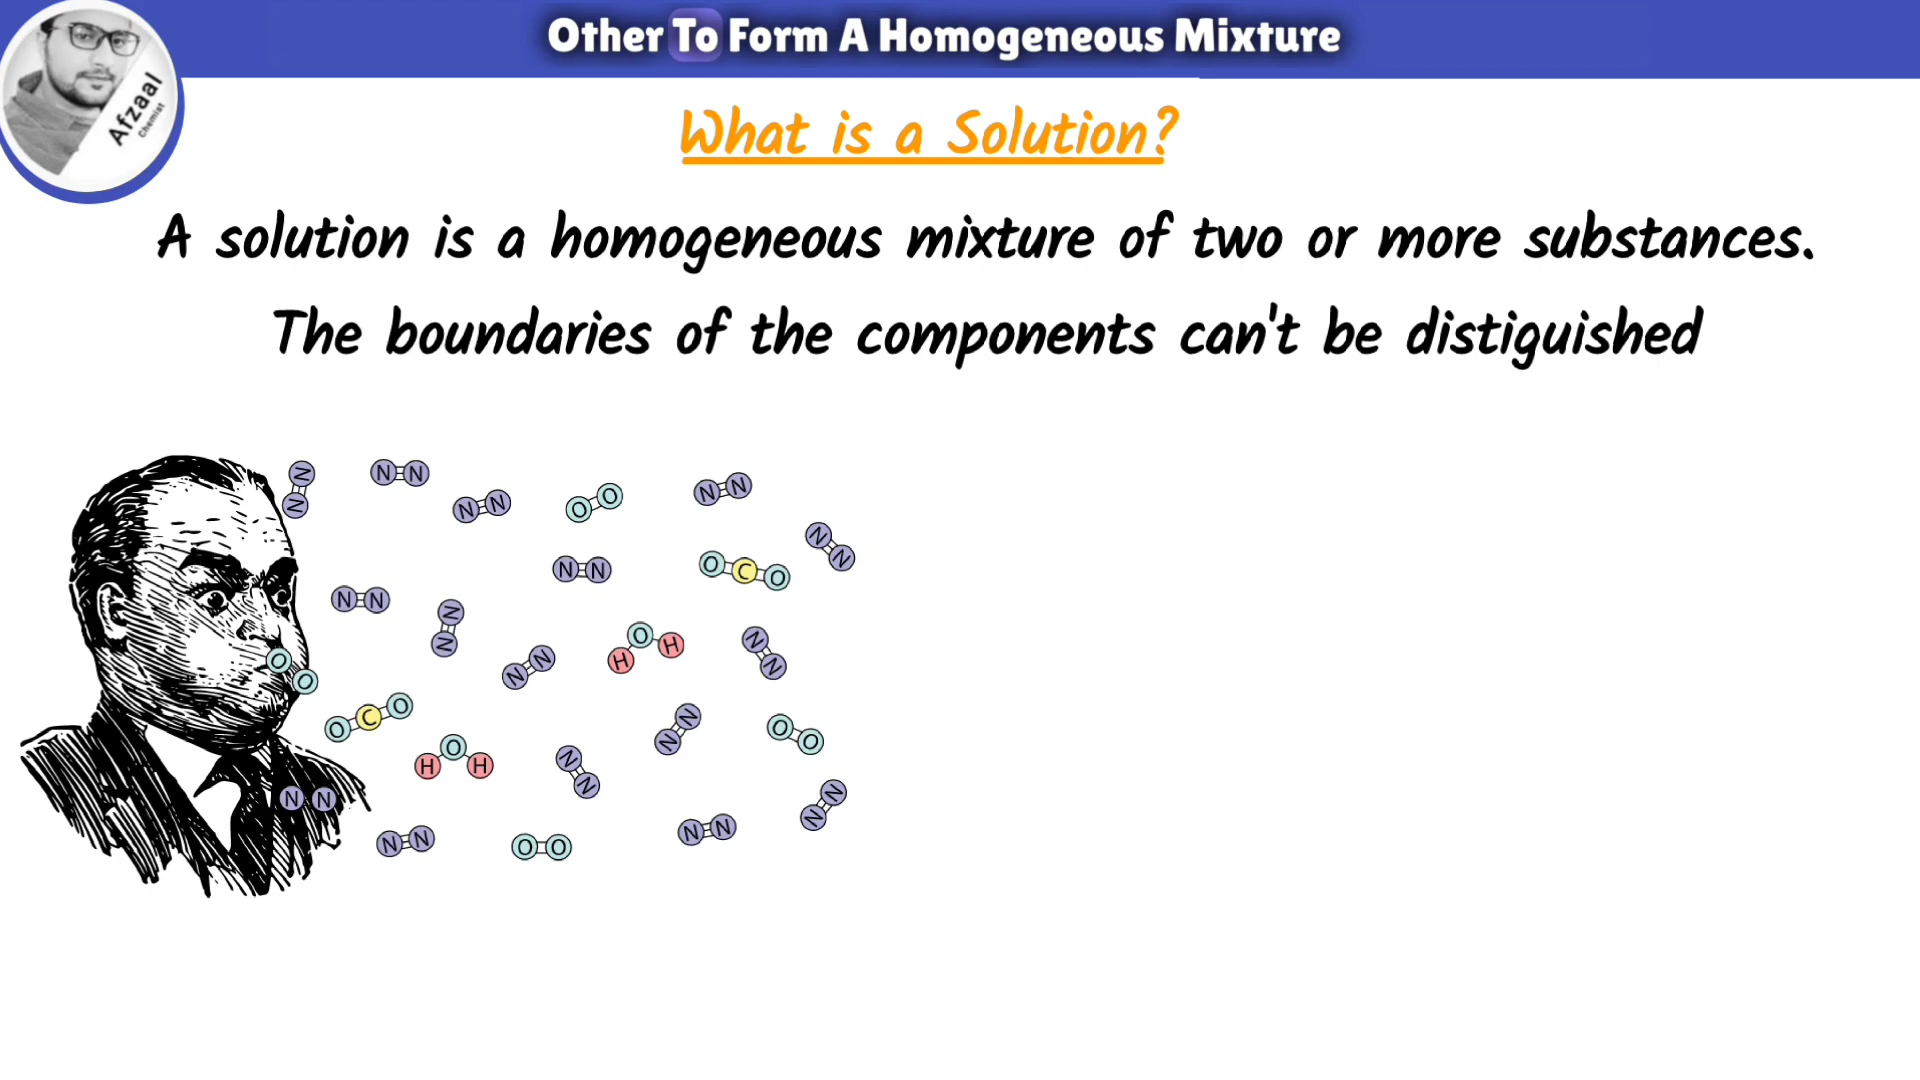 Other To Form A Homogeneous Mixture
Afzaal
Chemist
What is a Solution?
A solution is a homogeneous mixture of two or more substances.
The boundaries of the components can't be distiguished
N N
N N
N N
O O
N N
N N
N N
O C O
N N
N N
N N
O H H
N N
O O
O C O
N N
O O
O H H
N N
N N
N N
N N
O O
N N